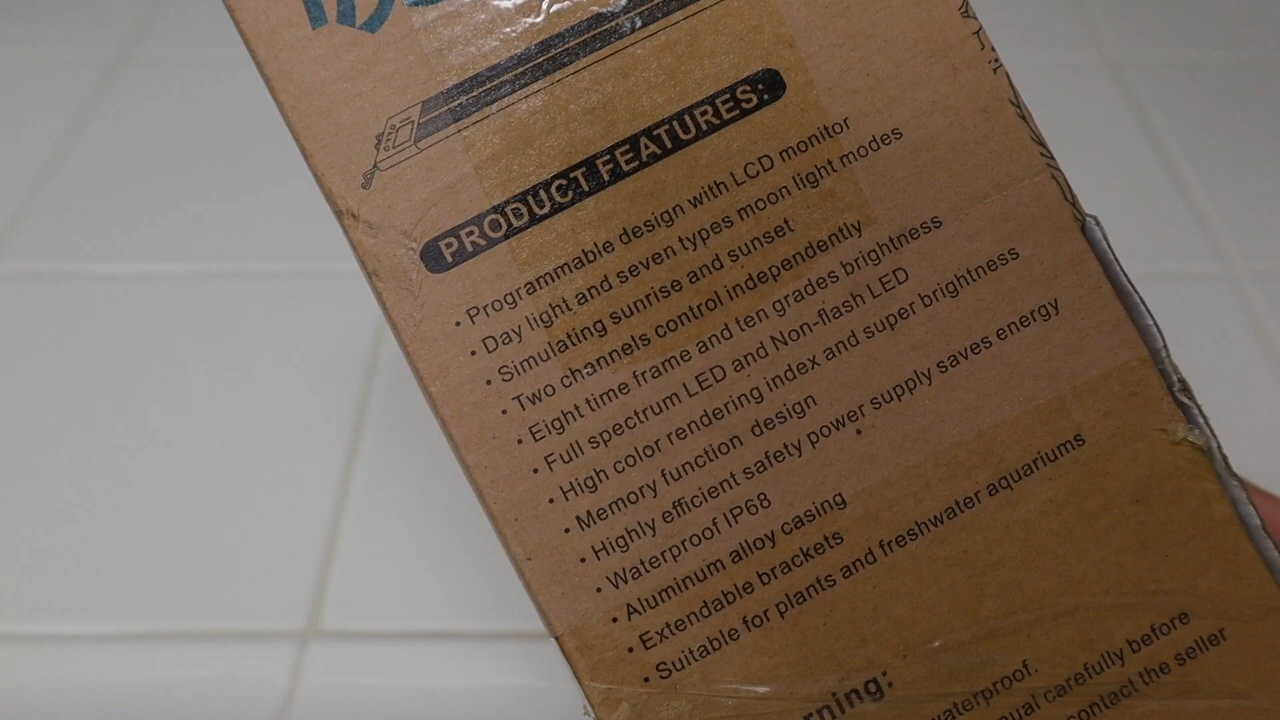 PRODUCT FEATURES:
• Programmable design with LCD monitor
• Day light and seven types moon light modes
• Simulating sunrise and sunset
• Two channels control independently
• Eight time frame and ten grades brightness
• Full spectrum LED and Non-flash LED
• High color rendering index and super brightness
• Memory function design
• Highly efficient safety power supply saves energy
• Waterproof IP68
• Aluminum alloy casing
• Extendable brackets
• Suitable for plants and freshwater aquariums
rning:
waterproof.
ual carefully before
contact the seller